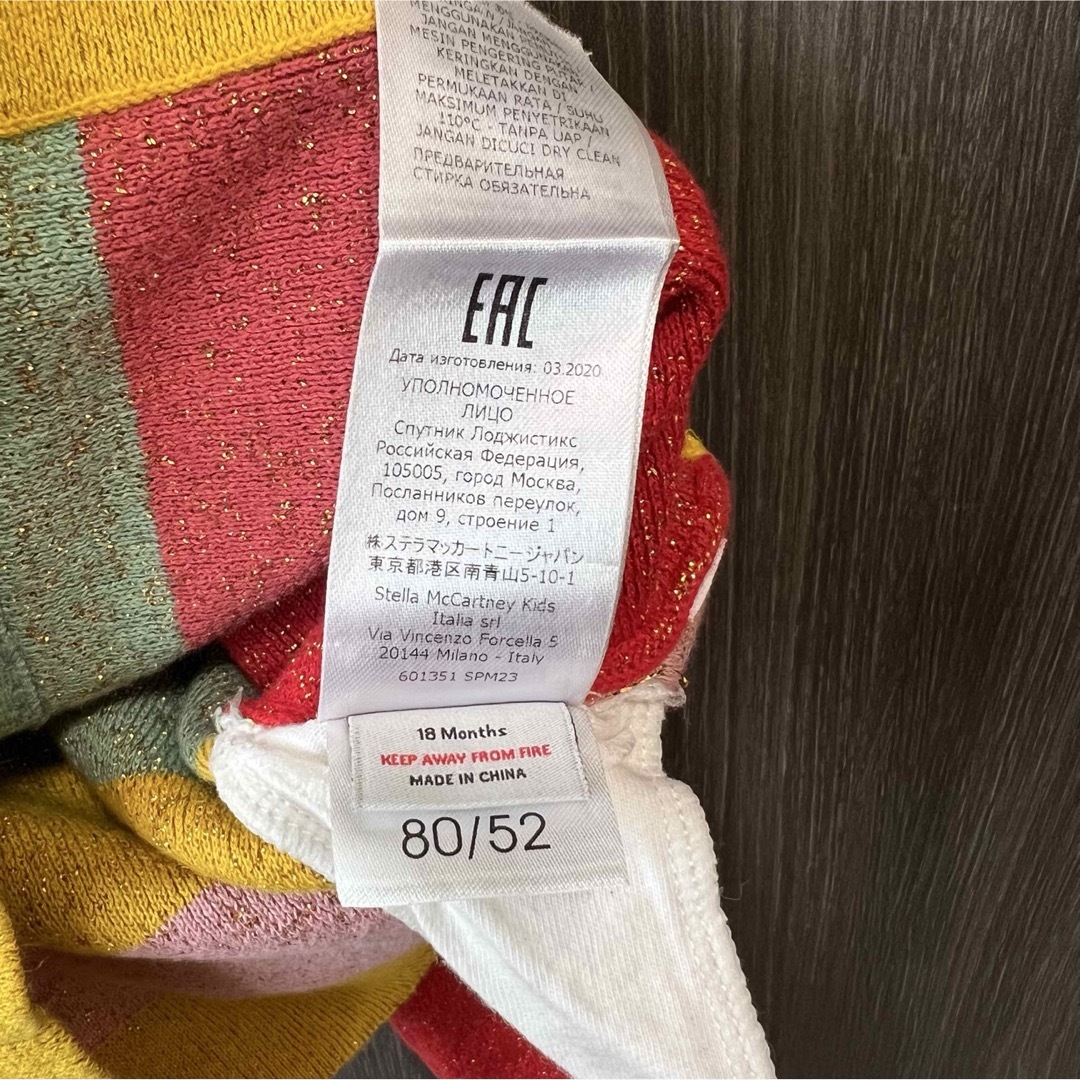 MENGGUNAKAN
JANGAN MENGGUNAKAN
MESIN PENGERING PUTAR /
KERINGKAN DENGAN
MELETAKKAN DI
PERMUKAAN RATA / SUHU
MAKSIMUM PENYETRIKAAN
110°C - TANPA UAP /
JANGAN DICUCI DRY CLEAN
ПРЕДВАРИТЕЛЬНАЯ
СТИРКА ОБЯЗАТЕЛЬНА
EAC
Дата изготовления: 03.2020
УПОЛНОМОЧЕННОЕ
ЛИЦО
Спутник Лоджистикс
Российская Федерация,
105005, город Москва,
Посланников переулок,
дом 9, строение 1
㈱ステラマッカートニージャパン
東京都港区南青山5-10-1
Stella McCartney Kids
Italia srl
Via Vincenzo Forcella 5
20144 Milano - Italy
601351 SPM23
18 Months
KEEP AWAY FROM FIRE
MADE IN CHINA
80/52